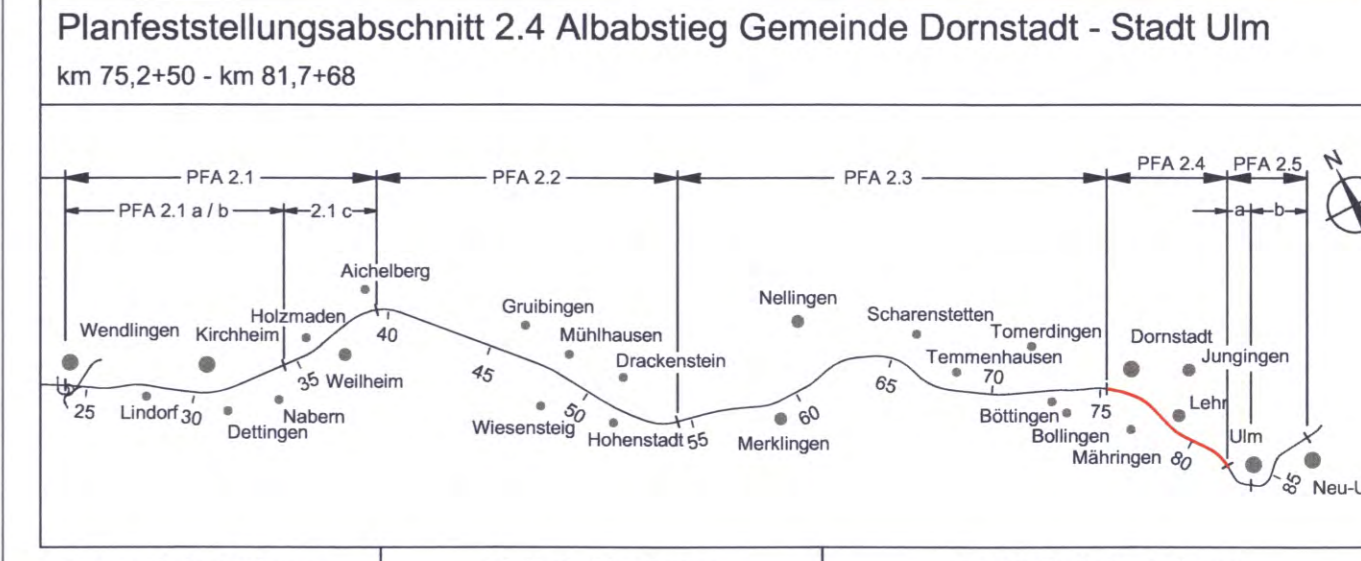 Planfeststellungsabschnitt 2.4 Albabstieg Gemeinde Dornstadt - Stadt Ulm
km 75,2+50 - km 81,7+68
PFA 2.1
PFA 2.2
PFA 2.3
PFA 2.4
PFA 2.5
N
PFA 2.1 a / b
2.1 c
a
b
Aichelberg
Wendlingen
Kirchheim
Holzmaden
40
35
Weilheim
25
Lindorf
30
Dettingen
Nabern
Gruibingen
Mühlhausen
Drackenstein
45
50
Wiesensteig
Hohenstadt
55
Nellingen
Merklingen
60
Scharenstetten
Tomerdingen
Temmenhausen
65
70
Böttingen
Bollingen
75
Dornstadt
Jungingen
Lehr
Mähringen
80
Ulm
85
Neu-U